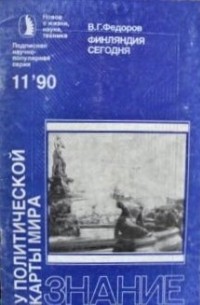 Новое
в жизни,
науке,
технике
Подписная
научно-
популярная
серия
11'90
В.Г.Федоров
ФИНЛЯНДИЯ
СЕГОДНЯ
У ПОЛИТИЧЕСКОЙ
КАРТЫ МИРА
ЗНАНИЕ